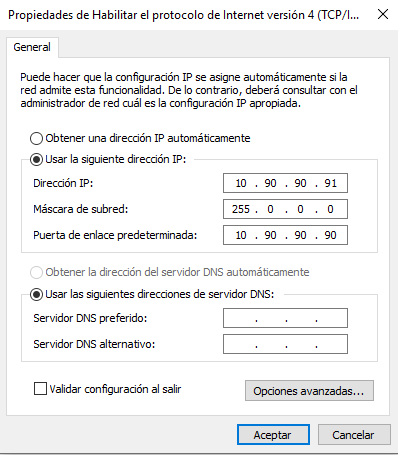 Propiedades de Habilitar el protocolo de Internet versión 4 (TCP/I...
General
Puede hacer que la configuración IP se asigne automáticamente si la
red admite esta funcionalidad. De lo contrario, deberá consultar con el
administrador de red cuál es la configuración IP apropiada.
Obtener una dirección IP automáticamente
Usar la siguiente dirección IP:
Dirección IP: 10 . 90 . 90 . 91
Máscara de subred: 255 . 0 . 0 . 0
Puerta de enlace predeterminada: 10 . 90 . 90 . 90
Obtener la dirección del servidor DNS automáticamente
Usar las siguientes direcciones de servidor DNS:
Servidor DNS preferido: . . .
Servidor DNS alternativo: . . .
Validar configuración al salir
Opciones avanzadas...
Aceptar Cancelar